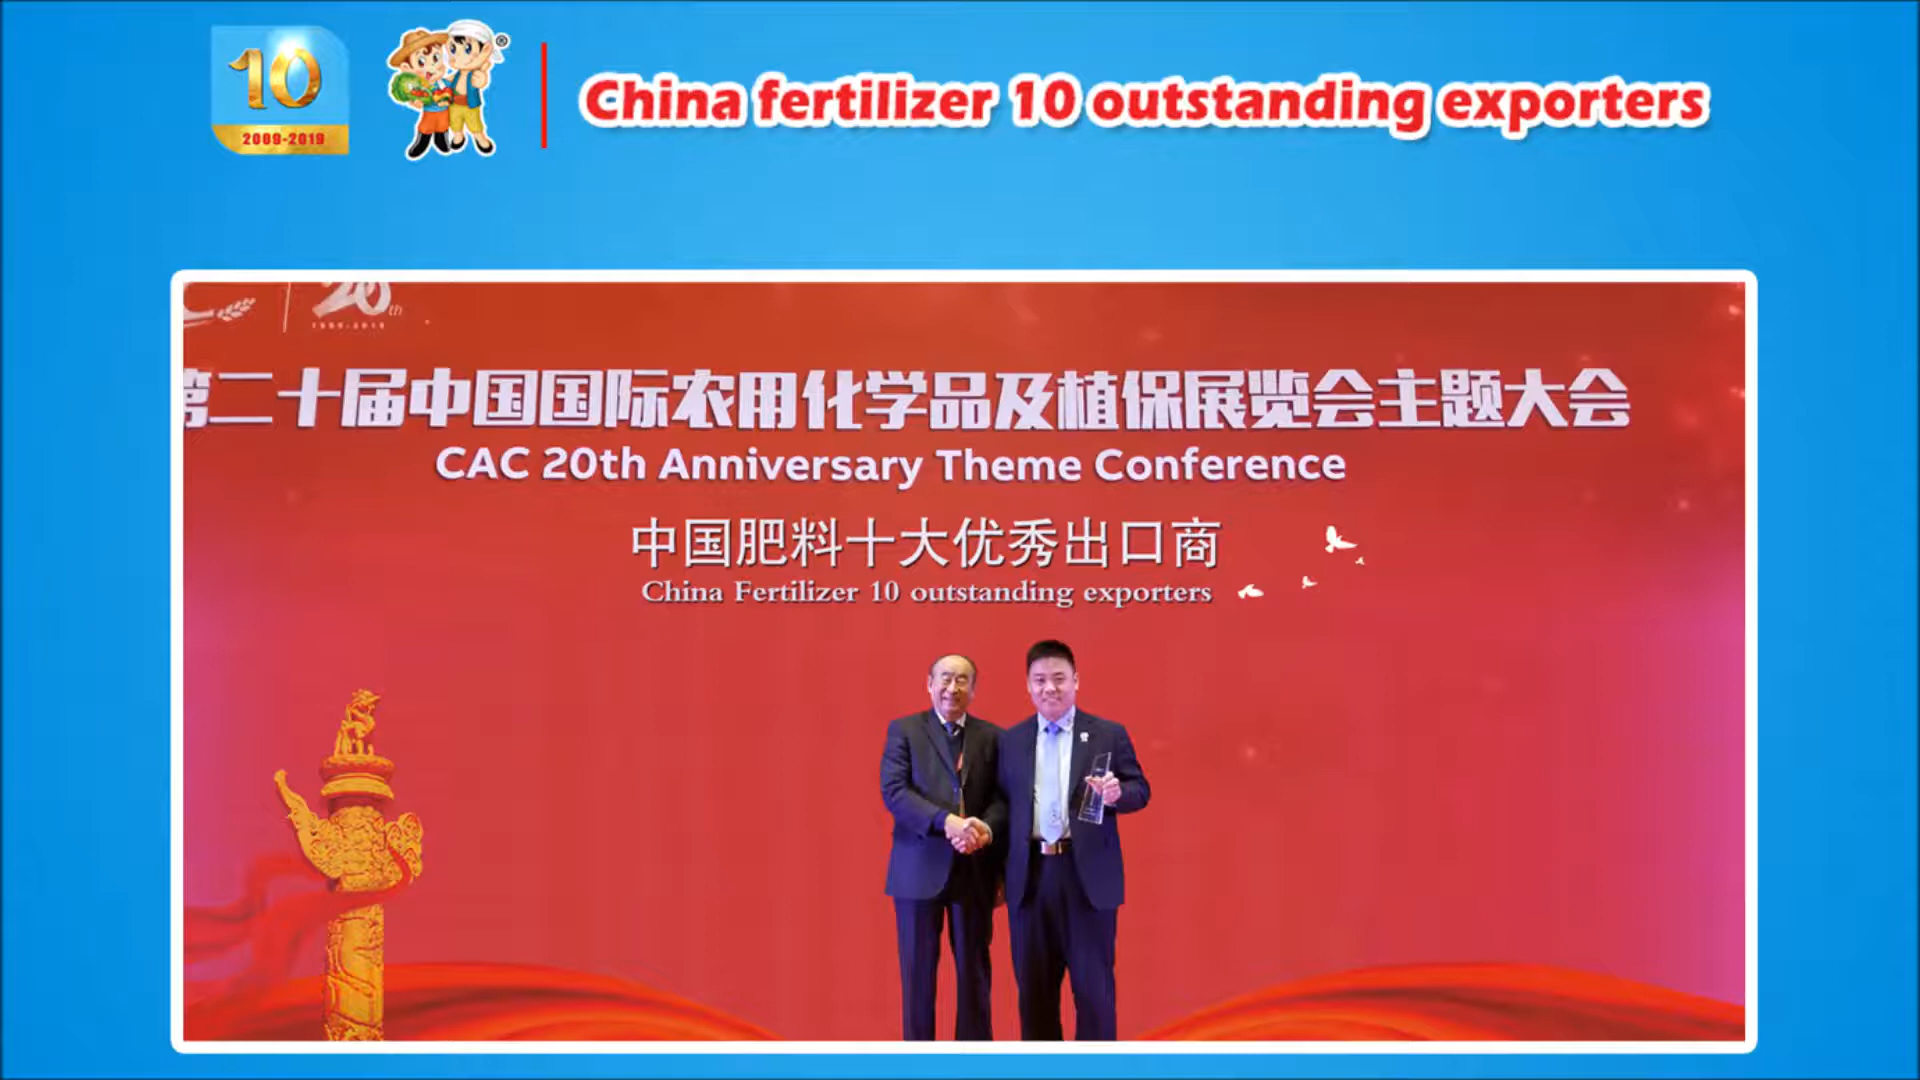 10
2009-2019
China fertilizer 10 outstanding exporters
20th
第二十届中国国际农用化学品及植保展览会主题大会
CAC 20th Anniversary Theme Conference
中国肥料十大优秀出口商
China Fertilizer 10 outstanding exporters